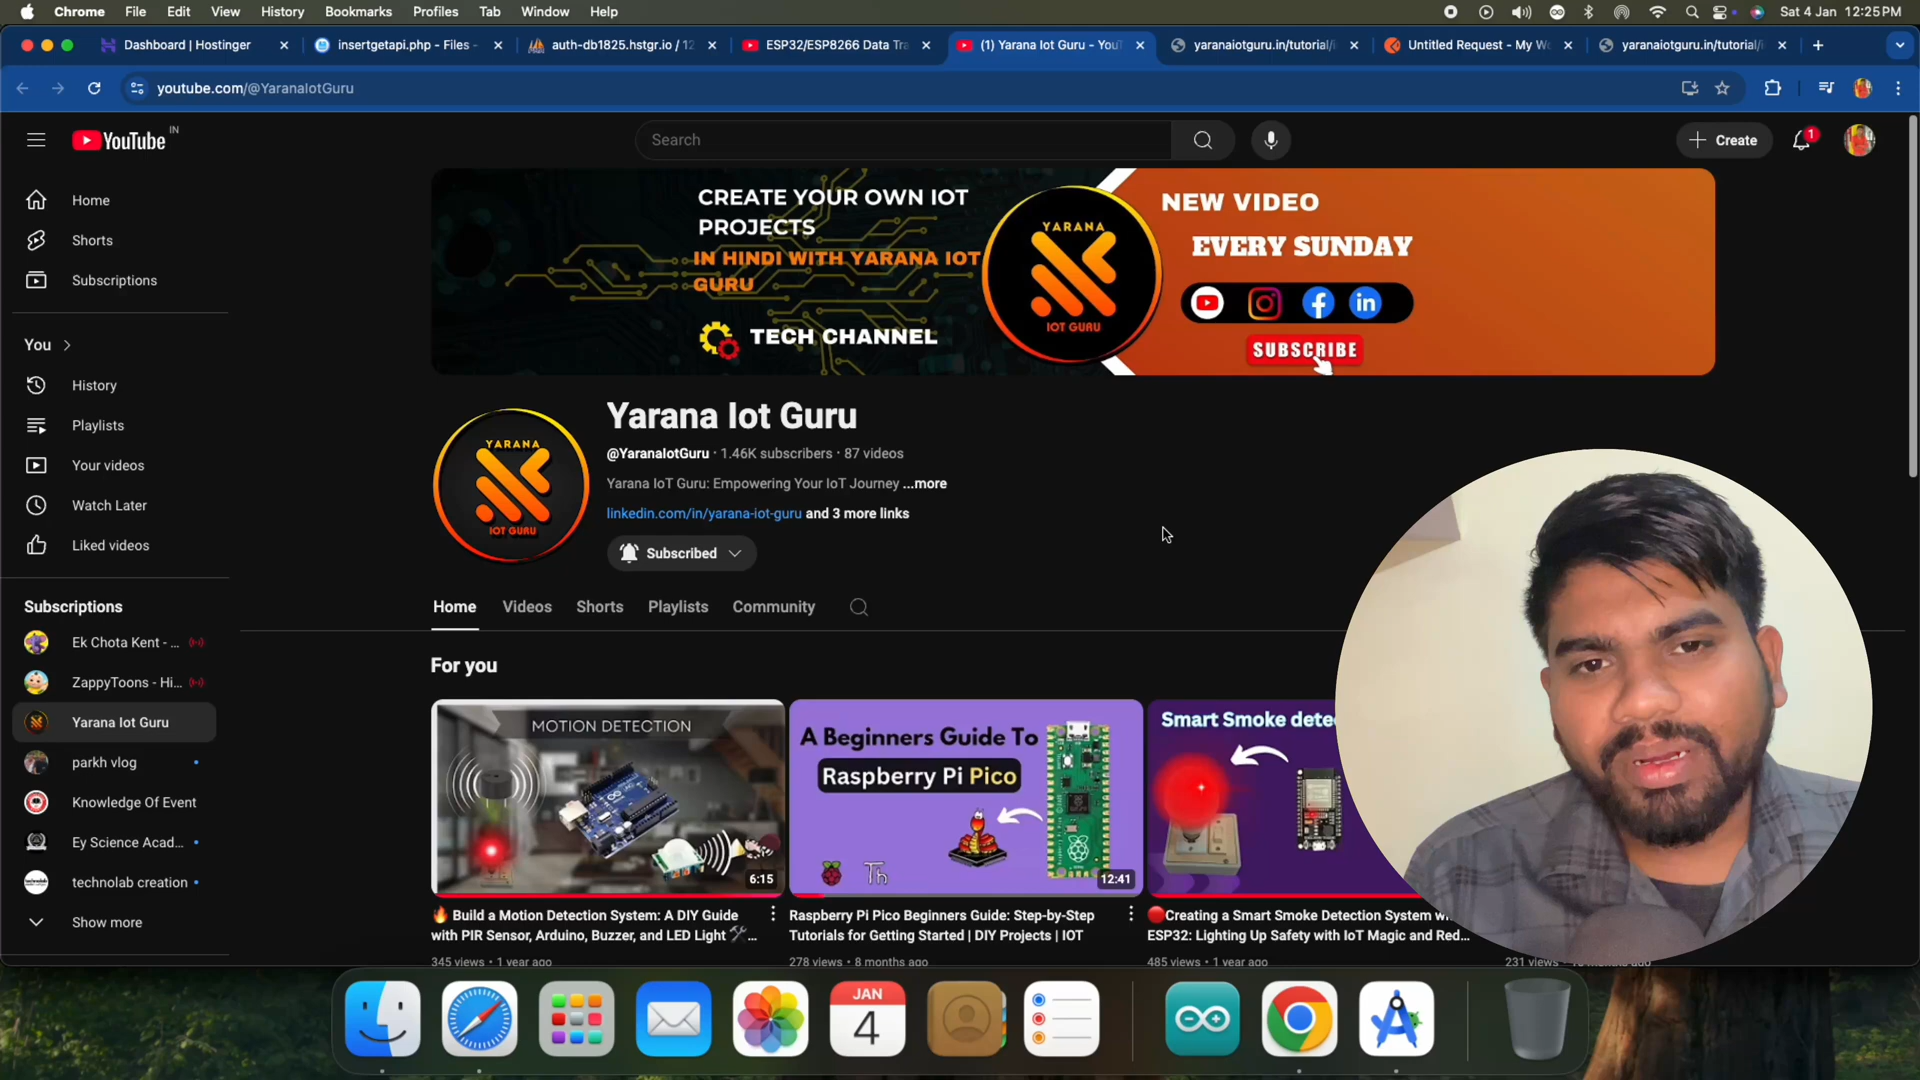 Chrome File Edit View History Bookmarks Profiles Tab Window Help
Sat 4 Jan 12:25 PM
Dashboard | Hostinger
insertgetapi.php - Files -
auth-db1825.hstgr.io / 12
ESP32/ESP8266 Data Tra
(1) Yarana Iot Guru - YouT
yaranaiotguru.in/tutorial/
Untitled Request - My Wo
yaranaiotguru.in/tutorial/
youtube.com/@YaranaIotGuru
YouTube IN
Search
Create
1
Home
Shorts
Subscriptions
You
History
Playlists
Your videos
Watch Later
Liked videos
Subscriptions
Ek Chota Kent - ...
ZappyToons - Hi...
Yarana Iot Guru
parkh vlog
Knowledge Of Event
Ey Science Acad...
technolab creation
Show more
CREATE YOUR OWN IOT
PROJECTS
IN HINDI WITH YARANA IOT
GURU
TECH CHANNEL
YARANA
IOT GURU
NEW VIDEO
EVERY SUNDAY
SUBSCRIBE
YARANA
IOT GURU
Yarana Iot Guru
@YaranaIotGuru · 1.46K subscribers · 87 videos
Yarana IoT Guru: Empowering Your IoT Journey ...more
linkedin.com/in/yarana-iot-guru and 3 more links
Subscribed
Home Videos Shorts Playlists Community
For you
MOTION DETECTION
6:15
A Beginners Guide To
Raspberry Pi Pico
Th
12:41
Smart Smoke dete
🔥 Build a Motion Detection System: A DIY Guide
with PIR Sensor, Arduino, Buzzer, and LED Light 🛠...
345 views · 1 year ago
Raspberry Pi Pico Beginners Guide: Step-by-Step
Tutorials for Getting Started | DIY Projects | IOT
278 views · 8 months ago
🔴Creating a Smart Smoke Detection System w
ESP32: Lighting Up Safety with IoT Magic and Red...
485 views · 1 year ago
231 views
JAN
4